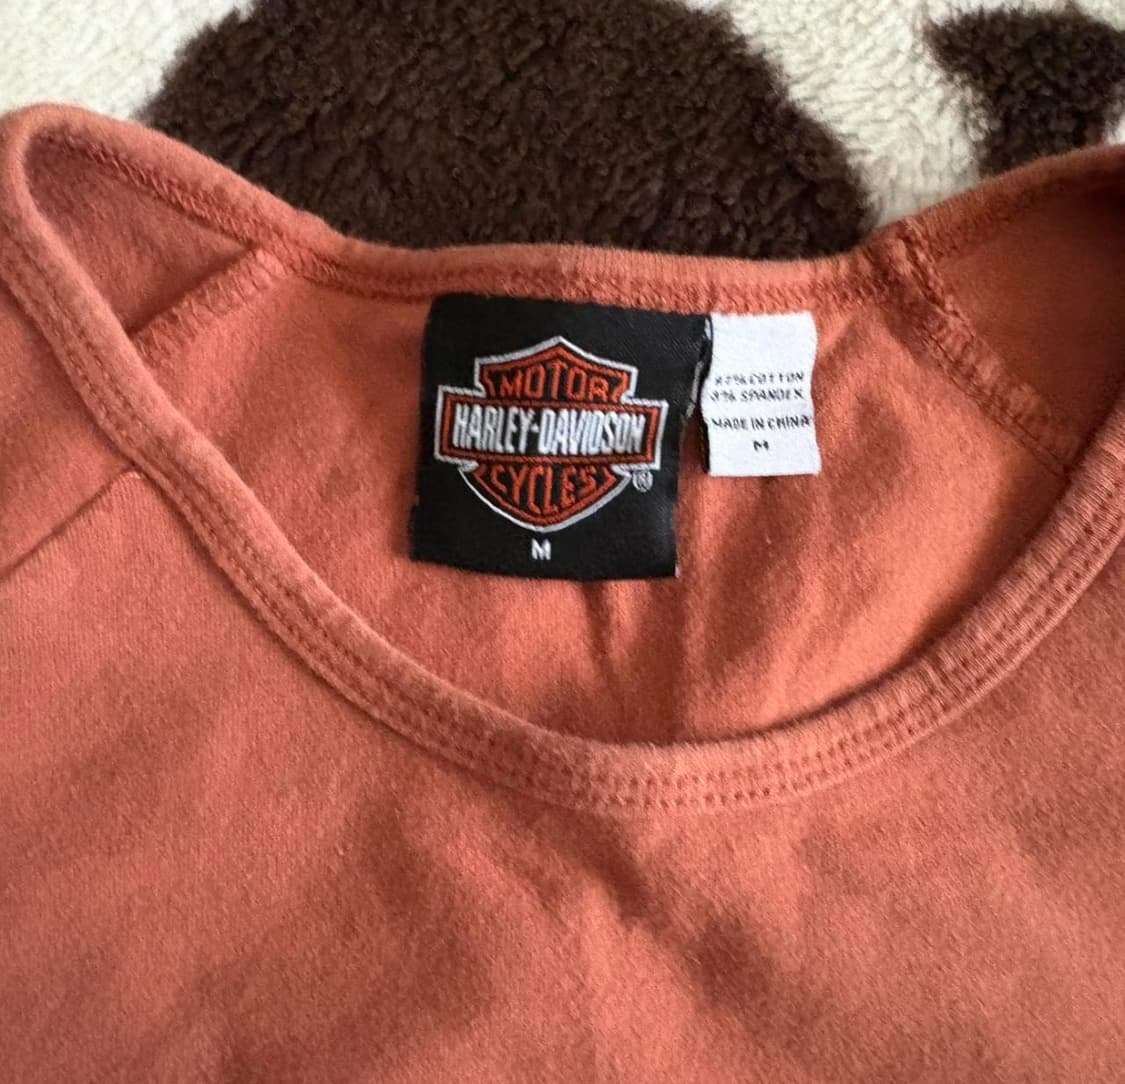 MOTOR
HARLEY-DAVIDSON
CYCLES
®
M
COTTON
SPANDEX
MADE IN CHINA
M